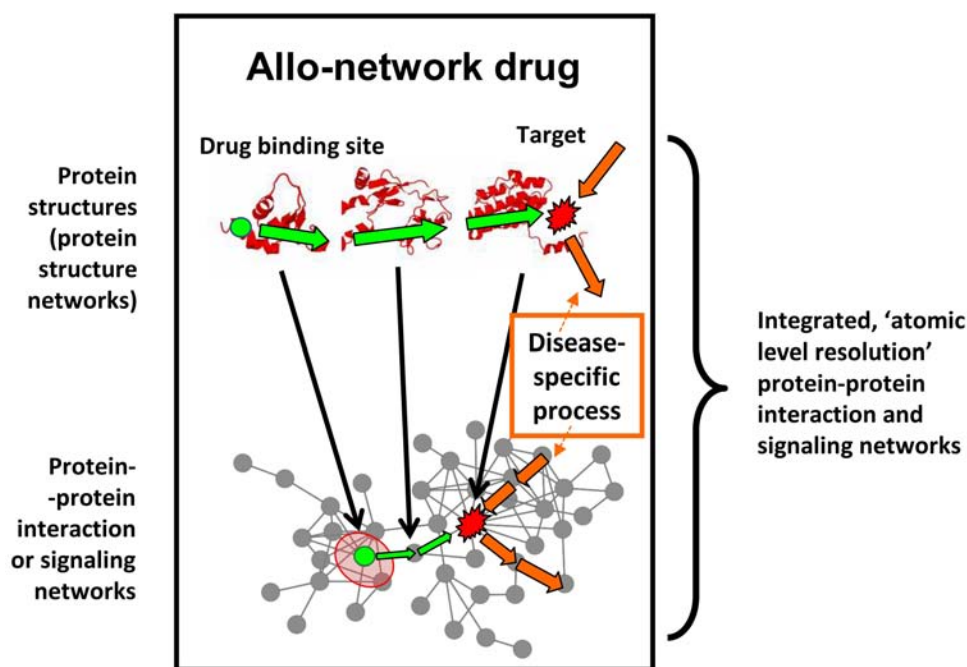 Allo-network drug
Drug binding site
Target
Protein
structures
(protein
structure
networks)
Disease-
specific
process
Integrated, ‘atomic
level resolution’
protein-protein
interaction and
signaling networks
Protein-
-protein
interaction
or signaling
networks